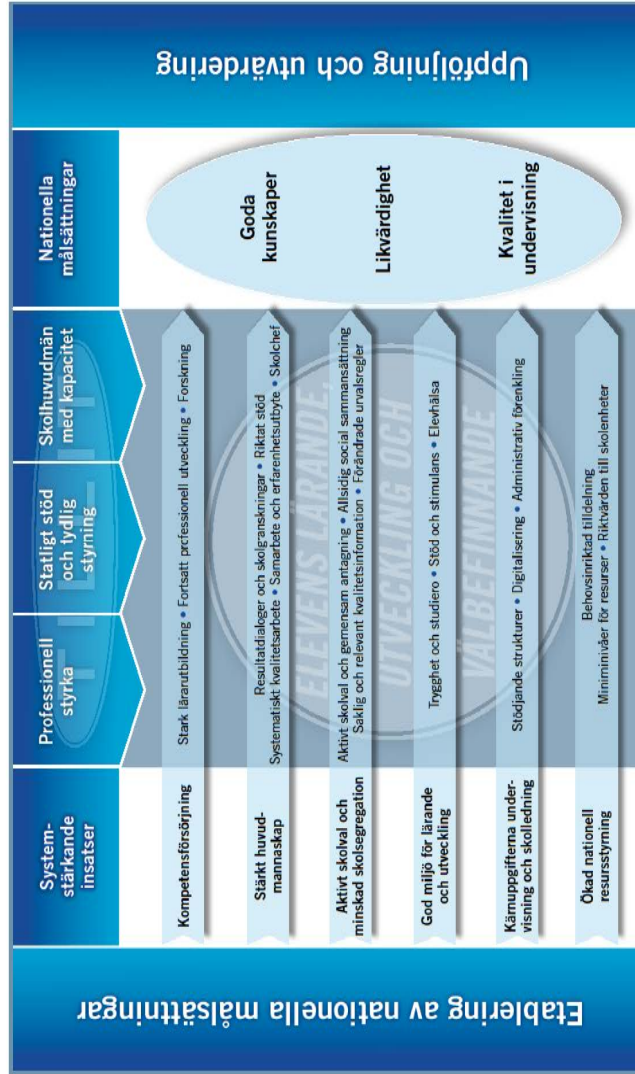 Etablering av nationella målsättningar
System-
stärkande
insatser
Professionell
styrka
Statligt stöd
och tydlig
styrning
Skolhuvudmän
med kapacitet
Nationella
målsättningar
TILLIT
Kompetensförsörjning
Stark lärarutbildning • Fortsatt professionell utveckling • Forskning
Stärkt huvud-
mannaskap
Resultatdialoger och skolgranskningar • Riktat stöd
Systematiskt kvalitetsarbete • Samarbete och erfarenhetsutbyte • Skolchef
Aktivt skolval och
minskad skolsegregation
Aktivt skolval och gemensam antagning • Allsidig social sammansättning
Saklig och relevant kvalitetsinformation • Förändrade urvalsregler
God miljö för lärande
och utveckling
Trygghet och studiero • Stöd och stimulans • Elevhälsa
Kärnuppgifterna under-
visning och skolledning
Stödjande strukturer • Digitalisering • Administrativ förenkling
Ökad nationell
resursstyrning
Behovsinriktad tilldelning
Miniminivåer för resurser • Riktvärden till skolenheter
ELEVENS LÄRANDE,
UTVECKLING OCH
VÄLBEFINNANDE
Goda
kunskaper
Likvärdighet
Kvalitet i
undervisning
Uppföljning och utvärdering